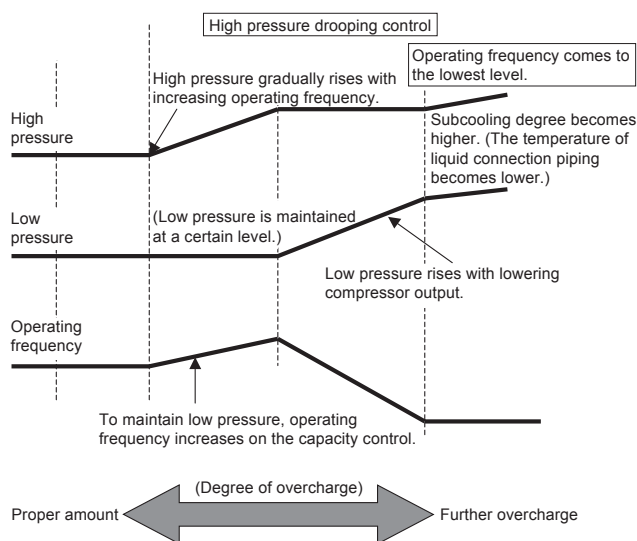 High pressure drooping control
Operating frequency comes to
the lowest level.
High pressure gradually rises with
increasing operating frequency.
High
pressure
Subcooling degree becomes
higher. (The temperature of
liquid connection piping
becomes lower.)
Low
pressure
(Low pressure is maintained
at a certain level.)
Low pressure rises with lowering
compressor output.
Operating
frequency
To maintain low pressure, operating
frequency increases on the capacity control.
(Degree of overcharge)
Proper amount
Further overcharge